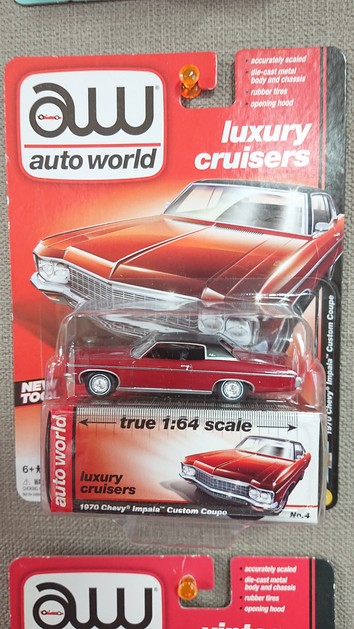 aw
auto world
• accurately scaled
• die-cast metal
body and chassis
• rubber tires
• opening hood
luxury
cruisers
1970 Chevy® Impala™ Custom Coupe
NEW
TOOL
6+
true 1:64 scale
auto world
luxury
cruisers
1970 Chevy® Impala™ Custom Coupe
No.4
aw
• accurately scaled
• die-cast metal
body and chassis
• rubber tires
• opening hood